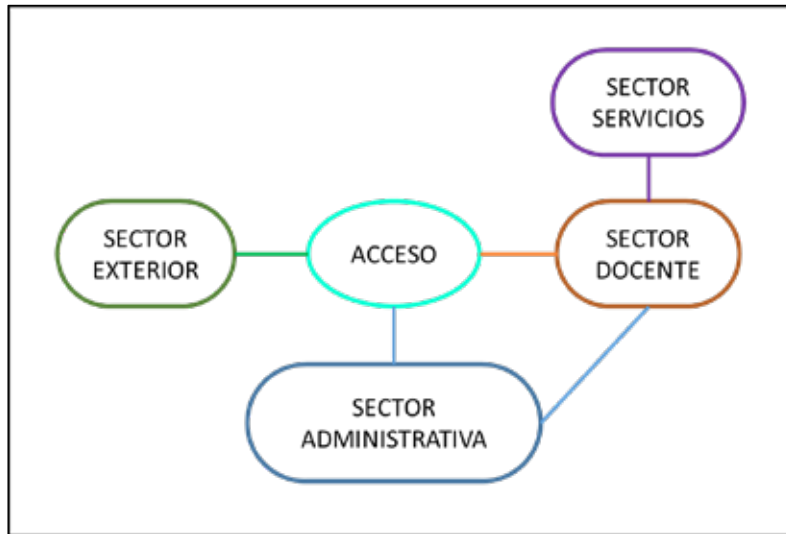 SECTOR
SERVICIOS
SECTOR
EXTERIOR
ACCESO
SECTOR
DOCENTE
SECTOR
ADMINISTRATIVA